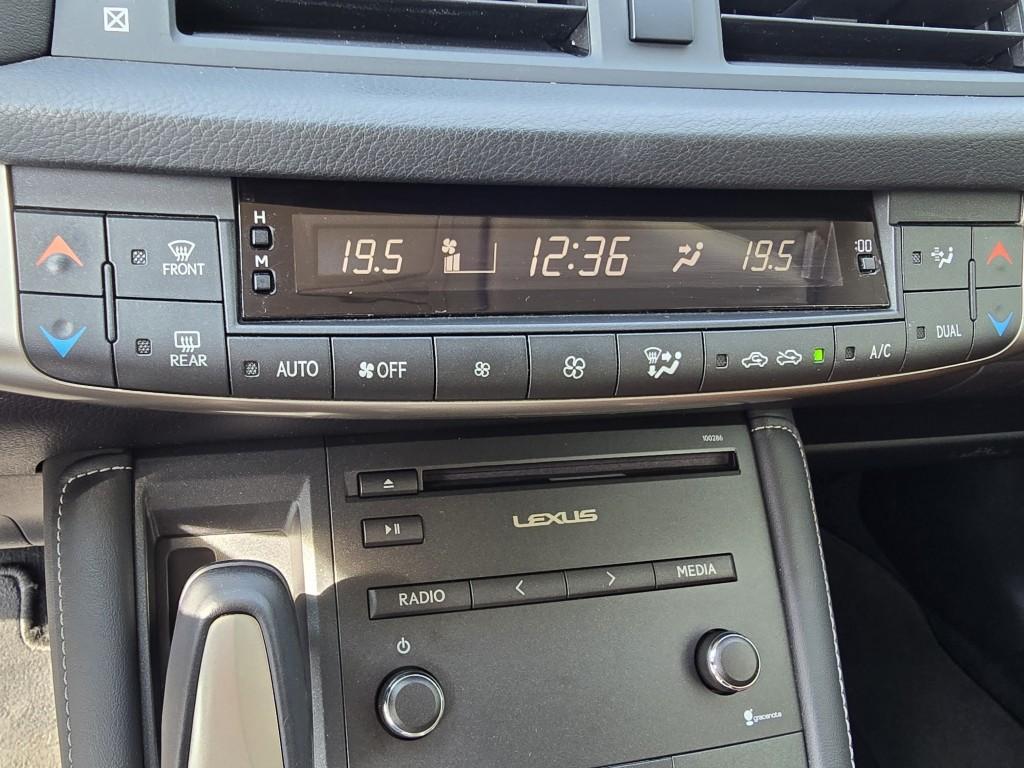 H
M
FRONT
19.5
12:36
19.5
:00
REAR
AUTO
OFF
A/C
DUAL
100286
LEXUS
RADIO
MEDIA
gracenote